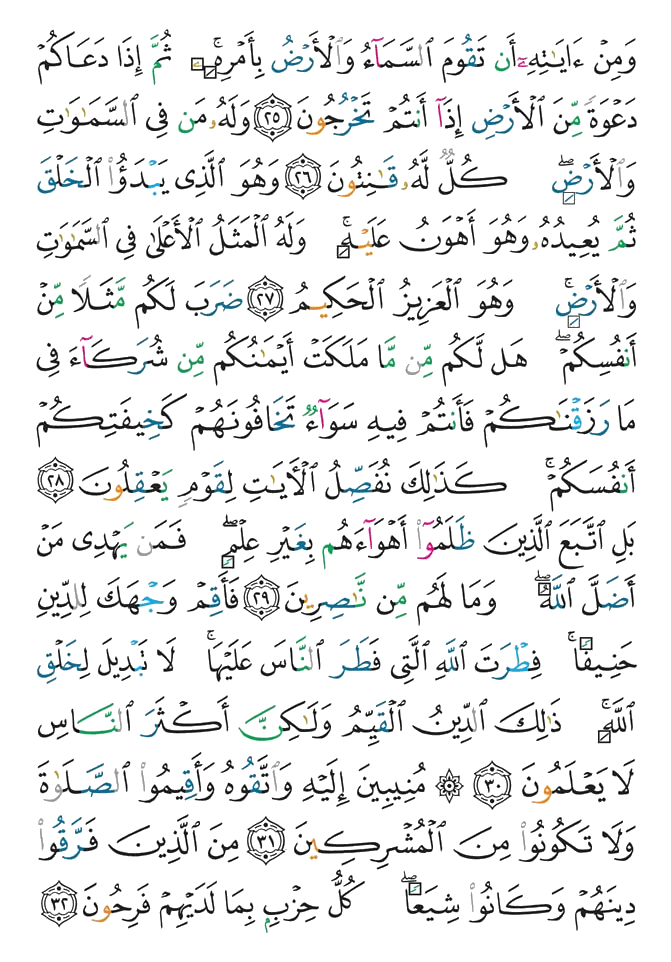 وَمِنْ ءَايَـٰتِهِۦٓ أَن تَقُومَ ٱلسَّمَآءُ وَٱلْأَرْضُ بِأَمْرِهِۦ ۚ ثُمَّ إِذَا دَعَاكُمْ
دَعْوَةً مِّنَ ٱلْأَرْضِ إِذَآ أَنتُمْ تَخْرُجُونَ ٢٥ وَلَهُۥ مَن فِى ٱلسَّمَـٰوَٰتِ
وَٱلْأَرْضِ ۖ كُلٌّ لَّهُۥ قَـٰنِتُونَ ٢٦ وَهُوَ ٱلَّذِى يَبْدَؤُا۟ ٱلْخَلْقَ
ثُمَّ يُعِيدُهُۥ وَهُوَ أَهْوَنُ عَلَيْهِ ۚ وَلَهُ ٱلْمَثَلُ ٱلْأَعْلَىٰ فِى ٱلسَّمَـٰوَٰتِ
وَٱلْأَرْضِ ۚ وَهُوَ ٱلْعَزِيزُ ٱلْحَكِيمُ ٢٧ ضَرَبَ لَكُم مَّثَلًا مِّنْ
أَنفُسِكُمْ ۖ هَل لَّكُم مِّن مَّا مَلَكَتْ أَيْمَـٰنُكُم مِّن شُرَكَآءَ فِى
مَا رَزَقْنَـٰكُمْ فَأَنتُمْ فِيهِ سَوَآءٌ تَخَافُونَهُمْ كَخِيفَتِكُمْ
أَنفُسَكُمْ ۚ كَذَٰلِكَ نُفَصِّلُ ٱلْـَٔايَـٰتِ لِقَوْمٍ يَعْقِلُونَ ٢٨
بَلِ ٱتَّبَعَ ٱلَّذِينَ ظَلَمُوٓا۟ أَهْوَآءَهُم بِغَيْرِ عِلْمٍ ۖ فَمَن يَهْدِى مَنْ
أَضَلَّ ٱللَّهُ ۖ وَمَا لَهُم مِّن نَّـٰصِرِينَ ٢٩ فَأَقِمْ وَجْهَكَ لِلدِّينِ
حَنِيفًا ۚ فِطْرَتَ ٱللَّهِ ٱلَّتِى فَطَرَ ٱلنَّاسَ عَلَيْهَا ۚ لَا تَبْدِيلَ لِخَلْقِ
ٱللَّهِ ۚ ذَٰلِكَ ٱلدِّينُ ٱلْقَيِّمُ وَلَـٰكِنَّ أَكْثَرَ ٱلنَّاسِ
لَا يَعْلَمُونَ ٣٠ ۞ مُنِيبِينَ إِلَيْهِ وَٱتَّقُوهُ وَأَقِيمُوا۟ ٱلصَّلَوٰةَ
وَلَا تَكُونُوا۟ مِنَ ٱلْمُشْرِكِينَ ٣١ مِنَ ٱلَّذِينَ فَرَّقُوا۟
دِينَهُمْ وَكَانُوا۟ شِيَعًا ۖ كُلُّ حِزْبٍۭ بِمَا لَدَيْهِمْ فَرِحُونَ ٣٢